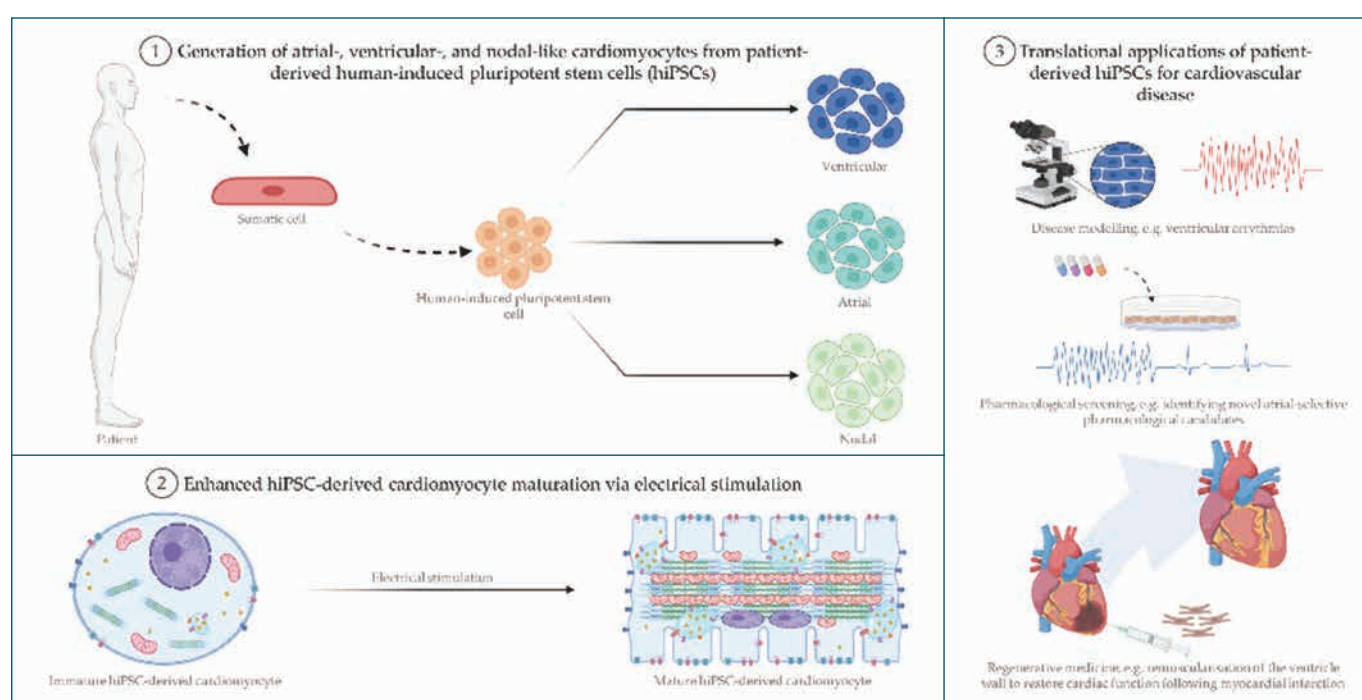 1 Generation of atrial-, ventricular-, and nodal-like cardiomyocytes from patient-
derived human-induced pluripotent stem cells (hiPSCs)
Patient
Somatic cell
Human-induced pluripotent stem
cell
Ventricular
Atrial
Nodal
2 Enhanced hiPSC-derived cardiomyocyte maturation via electrical stimulation
Immature hiPSC-derived cardiomyocyte
Electrical stimulation
Mature hiPSC-derived cardiomyocyte
3 Translational applications of patient-
derived hiPSCs for cardiovascular
disease
Disease modelling, e.g. ventricular arrythmias
Pharmacological screening, e.g. identifying novel atrial-selective
pharmacological candidates
Regenerative medicine, e.g. remuscularisation of the ventricle
wall to restore cardiac function following myocardial infarction